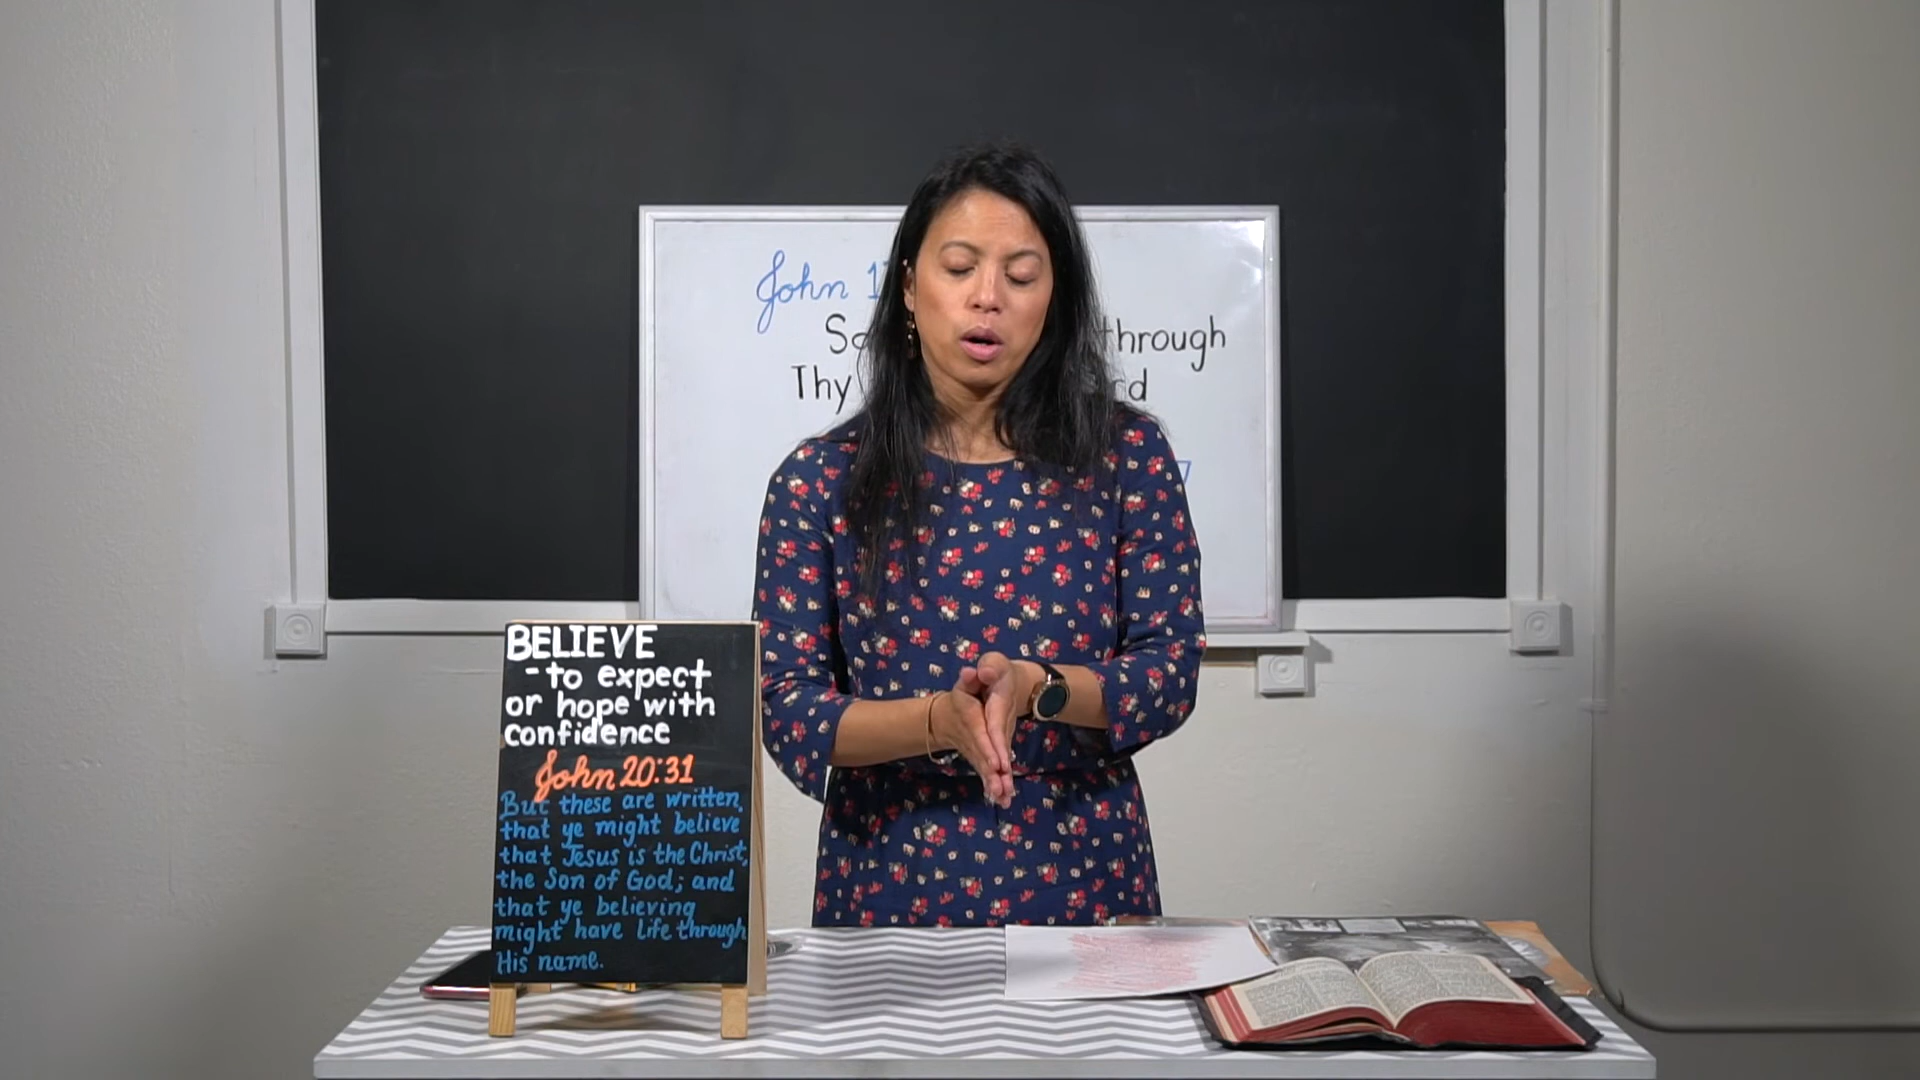 John 1
through
Thy
BELIEVE
- to expect
or hope with
confidence
John 20:31
But these are written,
that ye might believe
that Jesus is the Christ,
the Son of God; and
that ye believing
might have life through
His name.